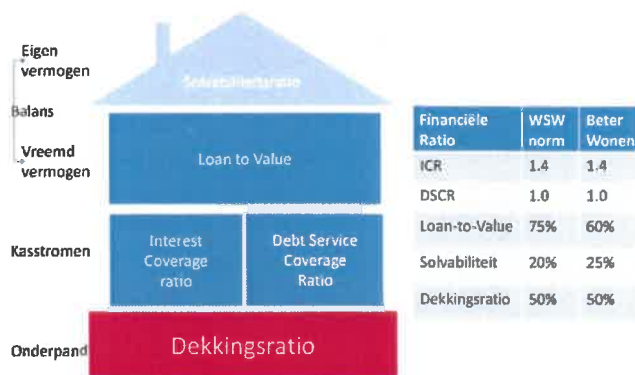 Eigen
vermogen
Balans
Vreemd
vermogen
Kasstromen
Onderpand
Solvabiliteitsratio
Loan to Value
Interest
Coverage
ratio
Debt Service
Coverage
Ratio
Dekkingsratio
Financiële Ratio WSW norm Beter Wonen
ICR 1.4 1.4
DSCR 1.0 1.0
Loan-to-Value 75% 60%
Solvabiliteit 20% 25%
Dekkingsratio 50% 50%